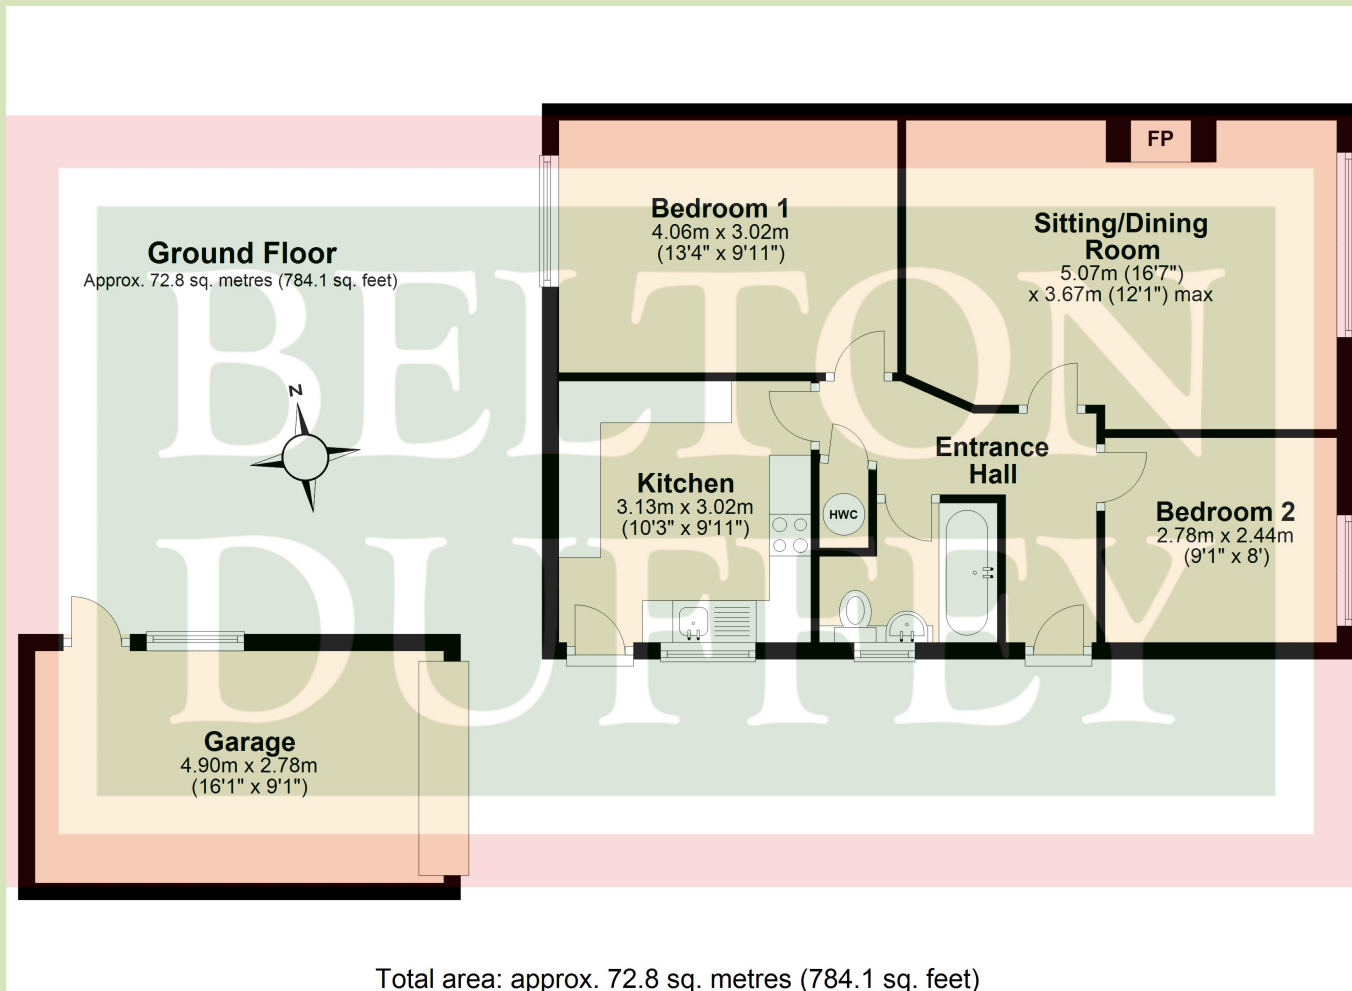 Ground Floor
Approx. 72.8 sq. metres (784.1 sq. feet)
N
Bedroom 1
4.06m x 3.02m
(13'4" x 9'11")
FP
Sitting/Dining
Room
5.07m (16'7")
x 3.67m (12'1") max
Kitchen
3.13m x 3.02m
(10'3" x 9'11")
HWC
Entrance
Hall
Bedroom 2
2.78m x 2.44m
(9'1" x 8')
Garage
4.90m x 2.78m
(16'1" x 9'1")
BELTON
DUFFEY
Total area: approx. 72.8 sq. metres (784.1 sq. feet)